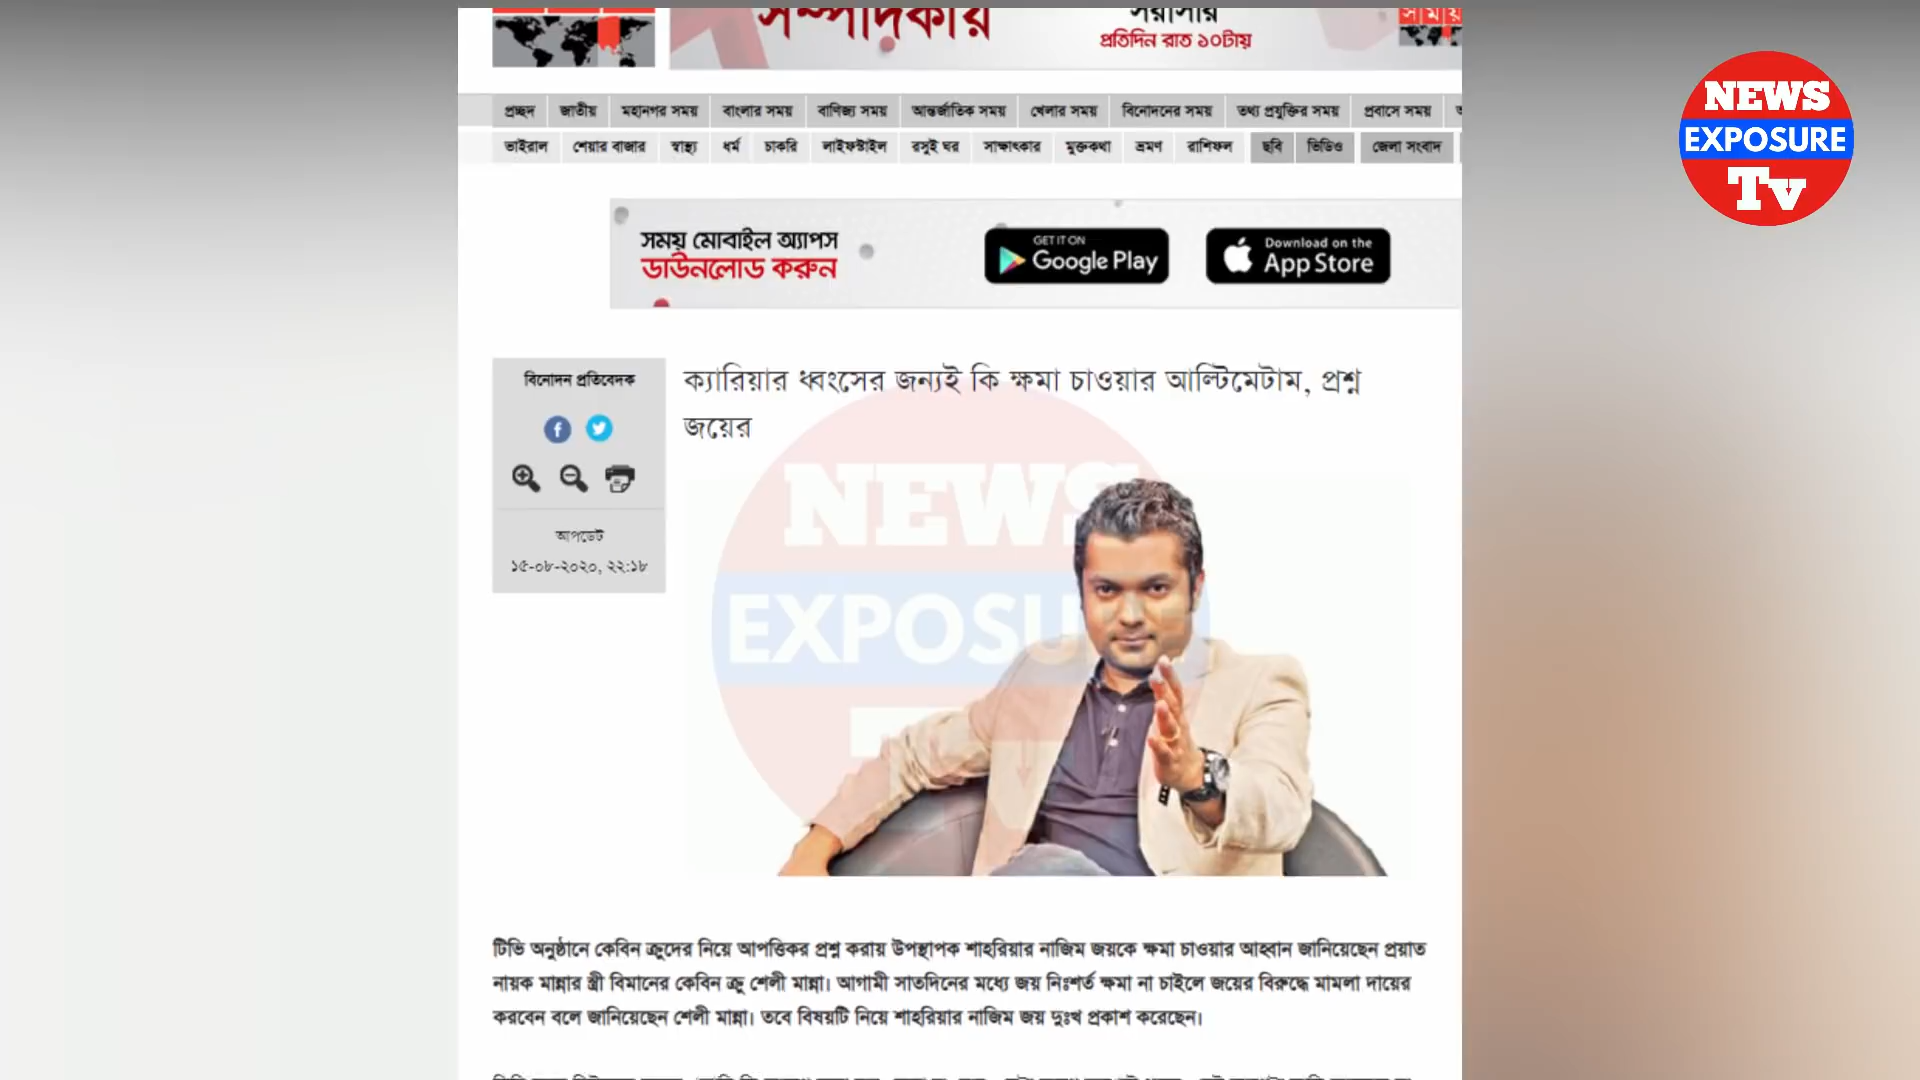 সম্পাদকীয়
সরাসরি
প্রতিদিন রাত ১০টায়
সময়
NEWS
EXPOSURE
Tv
প্রচ্ছদ জাতীয় মহানগর সময় বাংলার সময় বাণিজ্য সময় আন্তর্জাতিক সময় খেলার সময় বিনোদনের সময় তথ্য প্রযুক্তির সময় প্রবাসে সময়
ভাইরাল শেয়ার বাজার স্বাস্থ্য ধর্ম চাকরি লাইফস্টাইল রসুই ঘর সাক্ষাৎকার মুক্তকথা ভ্রমণ রাশিফল ছবি ভিডিও জেলা সংবাদ
সময় মোবাইল অ্যাপস
ডাউনলোড করুন
GET IT ON
Google Play
Download on the
App Store
বিনোদন প্রতিবেদক
আপডেট
১৫-০৮-২০২০, ২২:১৮
ক্যারিয়ার ধ্বংসের জন্যই কি ক্ষমা চাওয়ার আল্টিমেটাম, প্রশ্ন
জয়ের
NEWS
EXPOSU
টিভি অনুষ্ঠানে কেবিন ক্রুদের নিয়ে আপত্তিকর প্রশ্ন করায় উপস্থাপক শাহরিয়ার নাজিম জয়কে ক্ষমা চাওয়ার আহ্বান জানিয়েছেন প্রয়াত
নায়ক মান্নার স্ত্রী বিমানের কেবিন ক্রু শেলী মান্না। আগামী সাতদিনের মধ্যে জয় নিঃশর্ত ক্ষমা না চাইলে জয়ের বিরুদ্ধে মামলা দায়ের
করবেন বলে জানিয়েছেন শেলী মান্না। তবে বিষয়টি নিয়ে শাহরিয়ার নাজিম জয় দুঃখ প্রকাশ করেছেন।